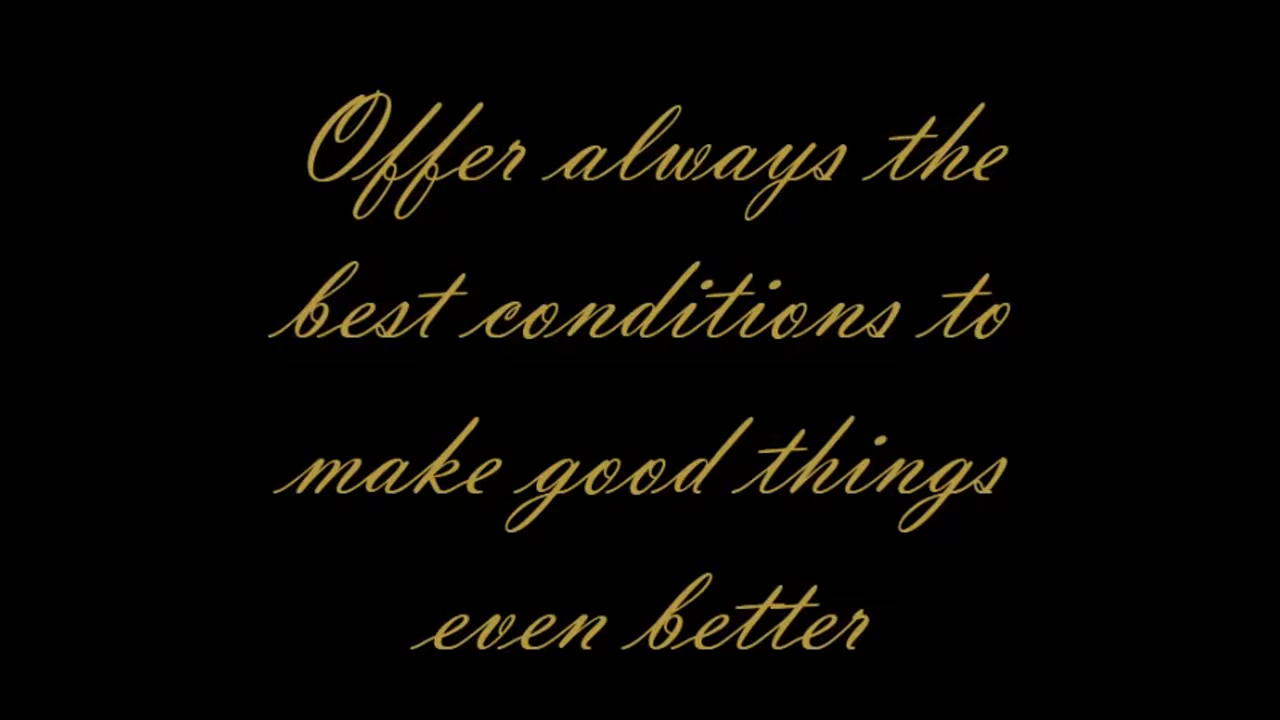 Offer always the
best conditions to
make good things
even better